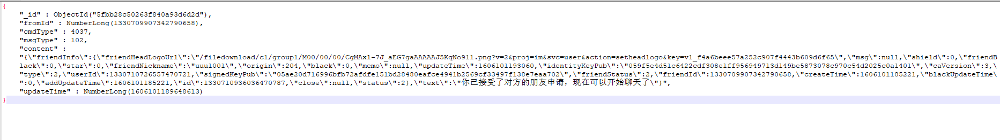 {
"_id" : ObjectId("5fbb28c50263f840a93d6d2d"),
"fromId" : NumberLong(1330709907342790658),
"cmdType" : 4037,
"msgType" : 102,
"content" :
"{\"friendInfo\":{\"friendHeadLogoUrl\":\"/filedownload/c1/group1/M00/00/00/CgMAxl-7J_aEG7gaAAAAAJ5KqNo911.png?v=2&proj=im&svc=user&action=setheadlogo&key=v1_f4a6beee57a252c907f4443b609d6f65\",\"msg\":null,\"shield\":0,\"friendB
lack\":0,\"star\":0,\"friendNickname\":\"uuu1001\",\"origin\":204,\"black\":0,\"memo\":null,\"updateTime\":1606101193060,\"identityKeyPub\":\"059f5e4d51c6422cdf308e1ff956949713d149be5873078c970c54d2025c0a1401\",\"caVersion\":3,\
"type\":2,\"userId\":1330710726557470721,\"signedKeyPub\":\"05ae20d716996bfb72afdfe151bd28480eafce4941b2569cf33497f138e7eaa702\",\"friendStatus\":2,\"friendId\":1330709907342790658,\"createTime\":1606101185221,\"blackUpdateTime\
":0,\"addUpdateTime\":1606101185221,\"id\":1330710936036470787,\"close\":null,\"status\":2},\"text\":\"你已接受了对方的朋友申请，现在可以开始聊天了\"}",
"updateTime" : NumberLong(1606101189648613)
}